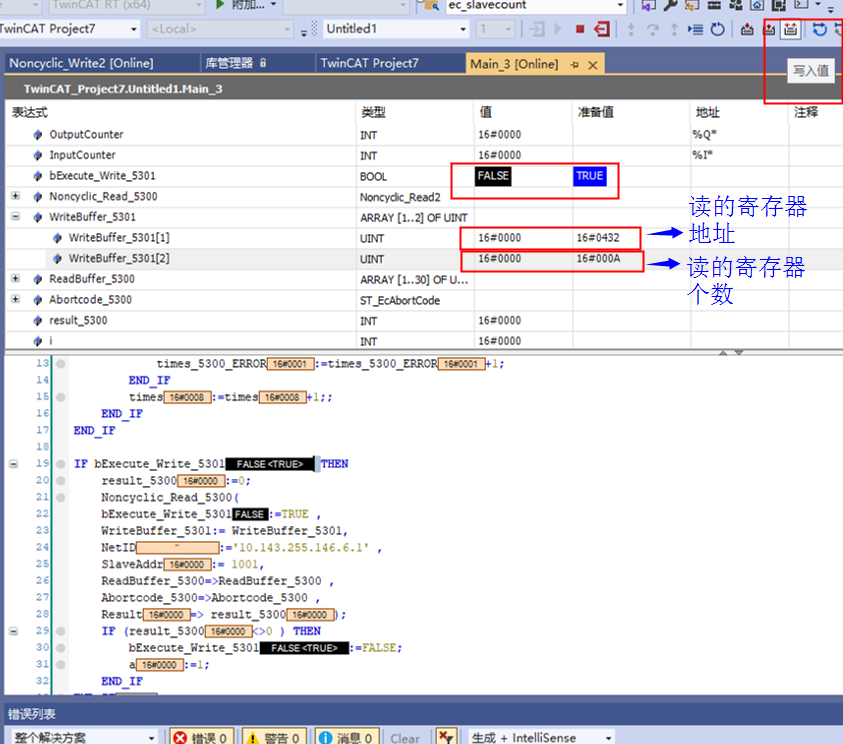 TwinCAT RT (x64) 附加... ec_slavecount
TwinCAT Project7 <Local> Untitled1 1
Noncyclic_Write2 [Online] 库管理器 TwinCAT Project7 Main_3 [Online]
写入值
TwinCAT_Project7.Untitled1.Main_3
表达式 类型 值 准备值 地址 注释
OutputCounter INT 16#0000 %Q*
InputCounter INT 16#0000 %I*
bExecute_Write_5301 BOOL FALSE TRUE
Noncyclic_Read_5300 Noncyclic_Read2
WriteBuffer_5301 ARRAY [1..2] OF UINT
WriteBuffer_5301[1] UINT 16#0000 16#0432
读的寄存器
地址
WriteBuffer_5301[2] UINT 16#0000 16#000A
读的寄存器
个数
ReadBuffer_5300 ARRAY [1..30] OF U...
Abortcode_5300 ST_EcAbortCode
result_5300 INT 16#0000
i INT 16#0000
13 times_5300_ERROR 16#0001 :=times_5300_ERROR 16#0001 +1;
14 END_IF
15 times 16#0008 :=times 16#0008 +1;;
16 END_IF
17 END_IF
18
19 IF bExecute_Write_5301 FALSE<TRUE> THEN
20 result_5300 16#0000 :=0;
21 Noncyclic_Read_5300(
22 bExecute_Write_5301 FALSE :=TRUE ,
23 WriteBuffer_5301:= WriteBuffer_5301,
24 NetID '' :='10.143.255.146.6.1' ,
25 SlaveAddr 16#0000 := 1001,
26 ReadBuffer_5300=>ReadBuffer_5300 ,
27 Abortcode_5300=>Abortcode_5300 ,
28 Result 16#0000 => result_5300 16#0000 );
29 IF (result_5300 16#0000 <>0 ) THEN
30 bExecute_Write_5301 FALSE<TRUE> :=FALSE;
31 a 16#0000 :=1;
32 END_IF
错误列表
整个解决方案 错误 0 警告 0 消息 0 Clear 生成 + IntelliSense